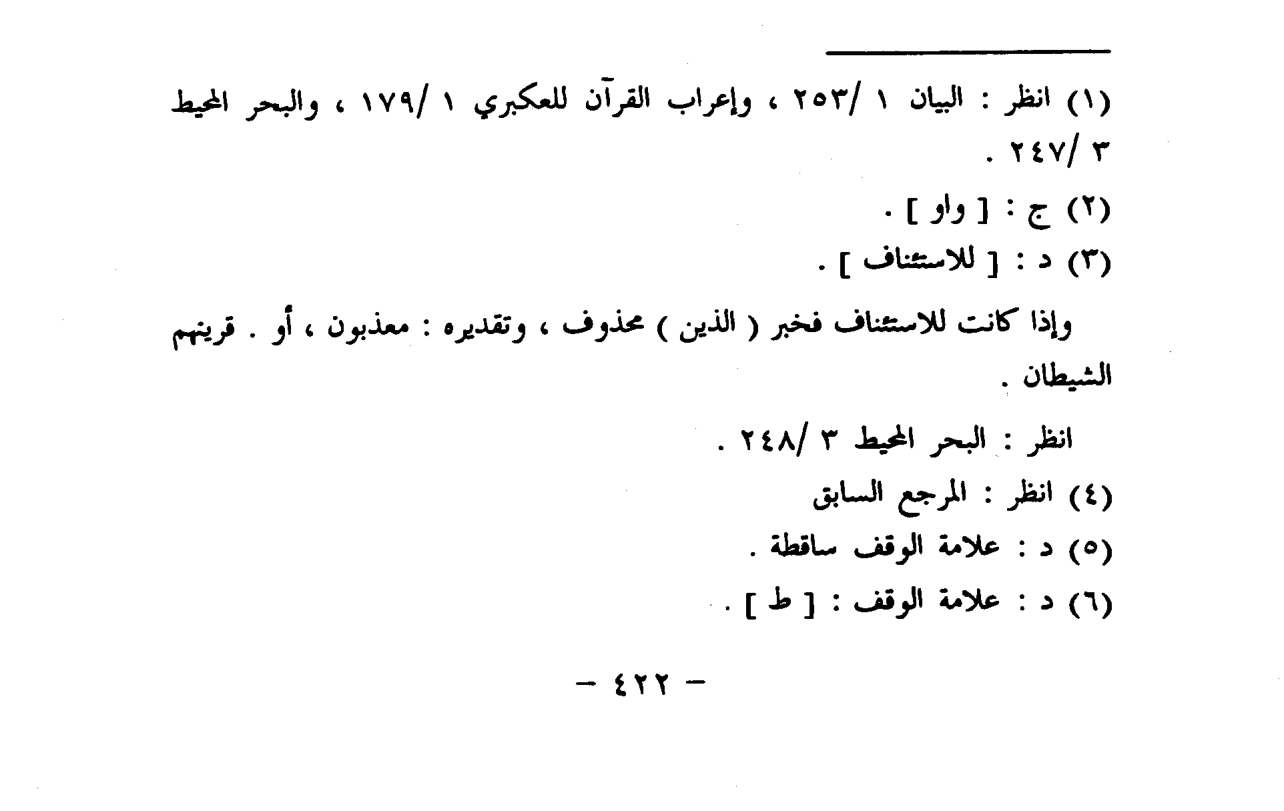 (١) انظر : البيان ١ /٢٥٣ ، وإعراب القرآن للعكبري ١ /١٧٩ ، والبحر المحيط
٣ /٢٤٧ .
(٢) ج : [ واو ] .
(٣) د : [ للاستئناف ] .
وإذا كانت للاستئناف فخبر ( الذين ) محذوف ، وتقديره : معذبون ، أو . قرينهم
الشيطان .
انظر : البحر المحيط ٣ /٢٤٨ .
(٤) انظر : المرجع السابق
(٥) د : علامة الوقف ساقطة .
(٦) د : علامة الوقف : [ ط ] .
– ٤٢٢ –